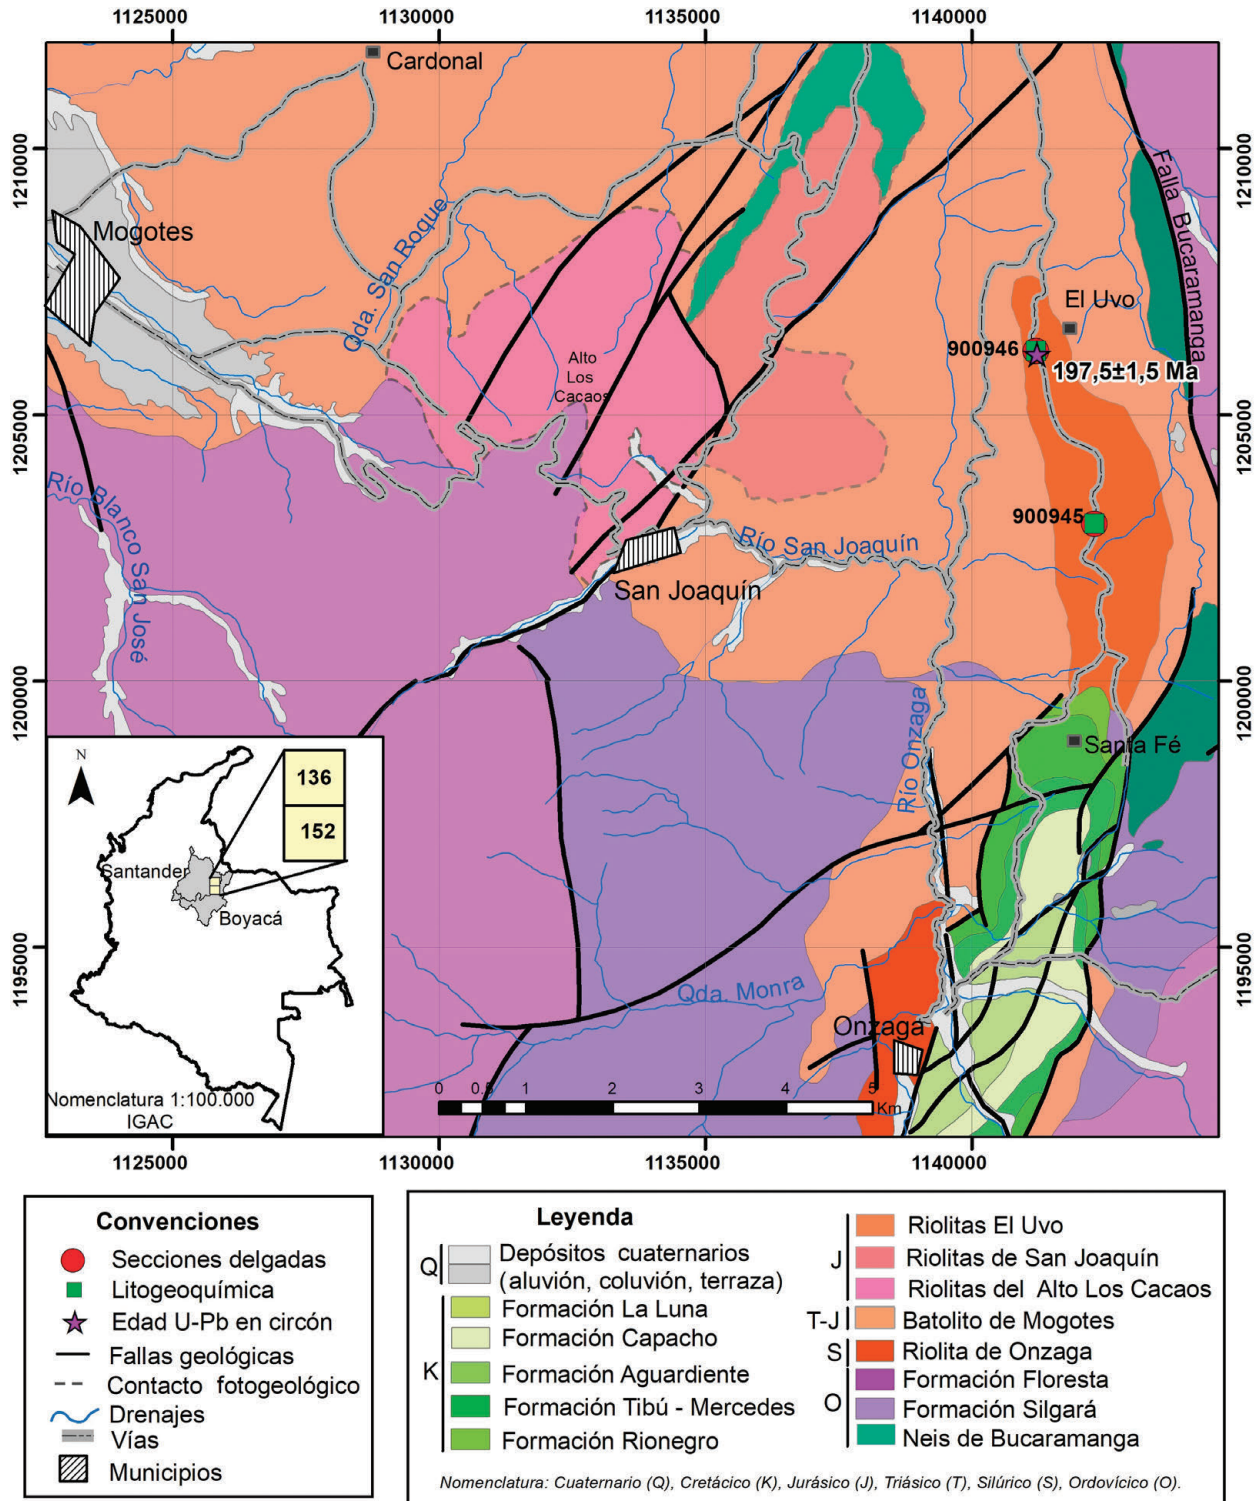 1125000 1130000 1135000 1140000
Cardonal
1210000 1210000
Falla Bucaramanga
Mogotes
Qda. San Roque
El Uvo
900946
197,5±1,5 Ma
Alto
Los
Cacaos
1205000 1205000
Río Blanco San José
900945
Río San Joaquín
San Joaquín
1200000 1200000
Río Onzaga
Santa Fé
N
136
152
Santander
Boyacá
1195000 1195000
Qda. Monra
Onzaga
0 0,5 1 2 3 4 5
Km
Nomenclatura 1:100.000
IGAC
1125000 1130000 1135000 1140000
Convenciones
Secciones delgadas
Litogeoquímica
Edad U-Pb en circón
Fallas geológicas
Contacto fotogeológico
Drenajes
Vías
Municipios
Leyenda
Q
Depósitos cuaternarios
(aluvión, coluvión, terraza)
K
Formación La Luna
Formación Capacho
Formación Aguardiente
Formación Tibú - Mercedes
Formación Rionegro
J
Riolitas El Uvo
Riolitas de San Joaquín
Riolitas del Alto Los Cacaos
T-J Batolito de Mogotes
S Riolita de Onzaga
O
Formación Floresta
Formación Silgará
Neis de Bucaramanga
Nomenclatura: Cuaternario (Q), Cretácico (K), Jurásico (J), Triásico (T), Silúrico (S), Ordovícico (O).